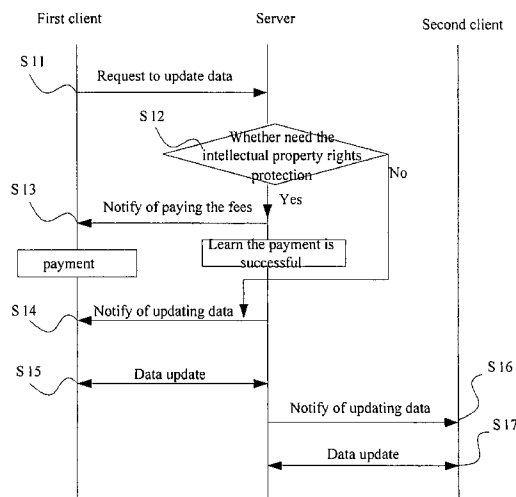 First client
Server
Second client
S 11
Request to update data
S 12
Whether need the
intellectual property rights
protection
No
S 13
Yes
Notify of paying the fees
Learn the payment is
successful
payment
S 14
Notify of updating data
S 15
Data update
S 16
Notify of updating data
S 17
Data update